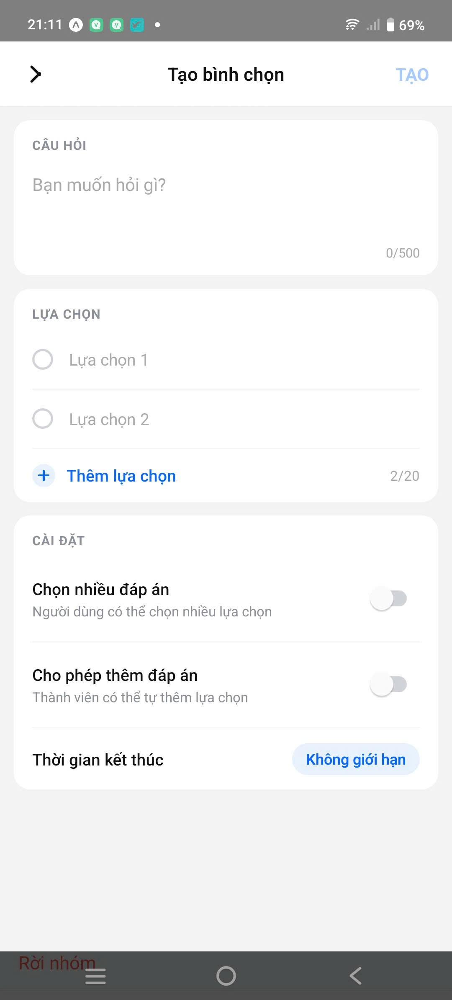 21:11
69%
Tạo bình chọn
TẠO
CÂU HỎI
Bạn muốn hỏi gì?
0/500
LỰA CHỌN
Lựa chọn 1
Lựa chọn 2
Thêm lựa chọn
2/20
CÀI ĐẶT
Chọn nhiều đáp án
Người dùng có thể chọn nhiều lựa chọn
Cho phép thêm đáp án
Thành viên có thể tự thêm lựa chọn
Thời gian kết thúc
Không giới hạn
Rời nhóm